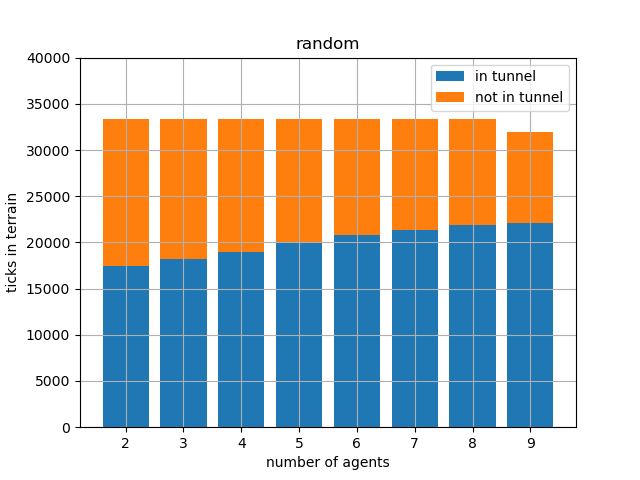 random
40000
35000
30000
25000
20000
15000
10000
5000
0
ticks in terrain
in tunnel
not in tunnel
2 3 4 5 6 7 8 9
number of agents